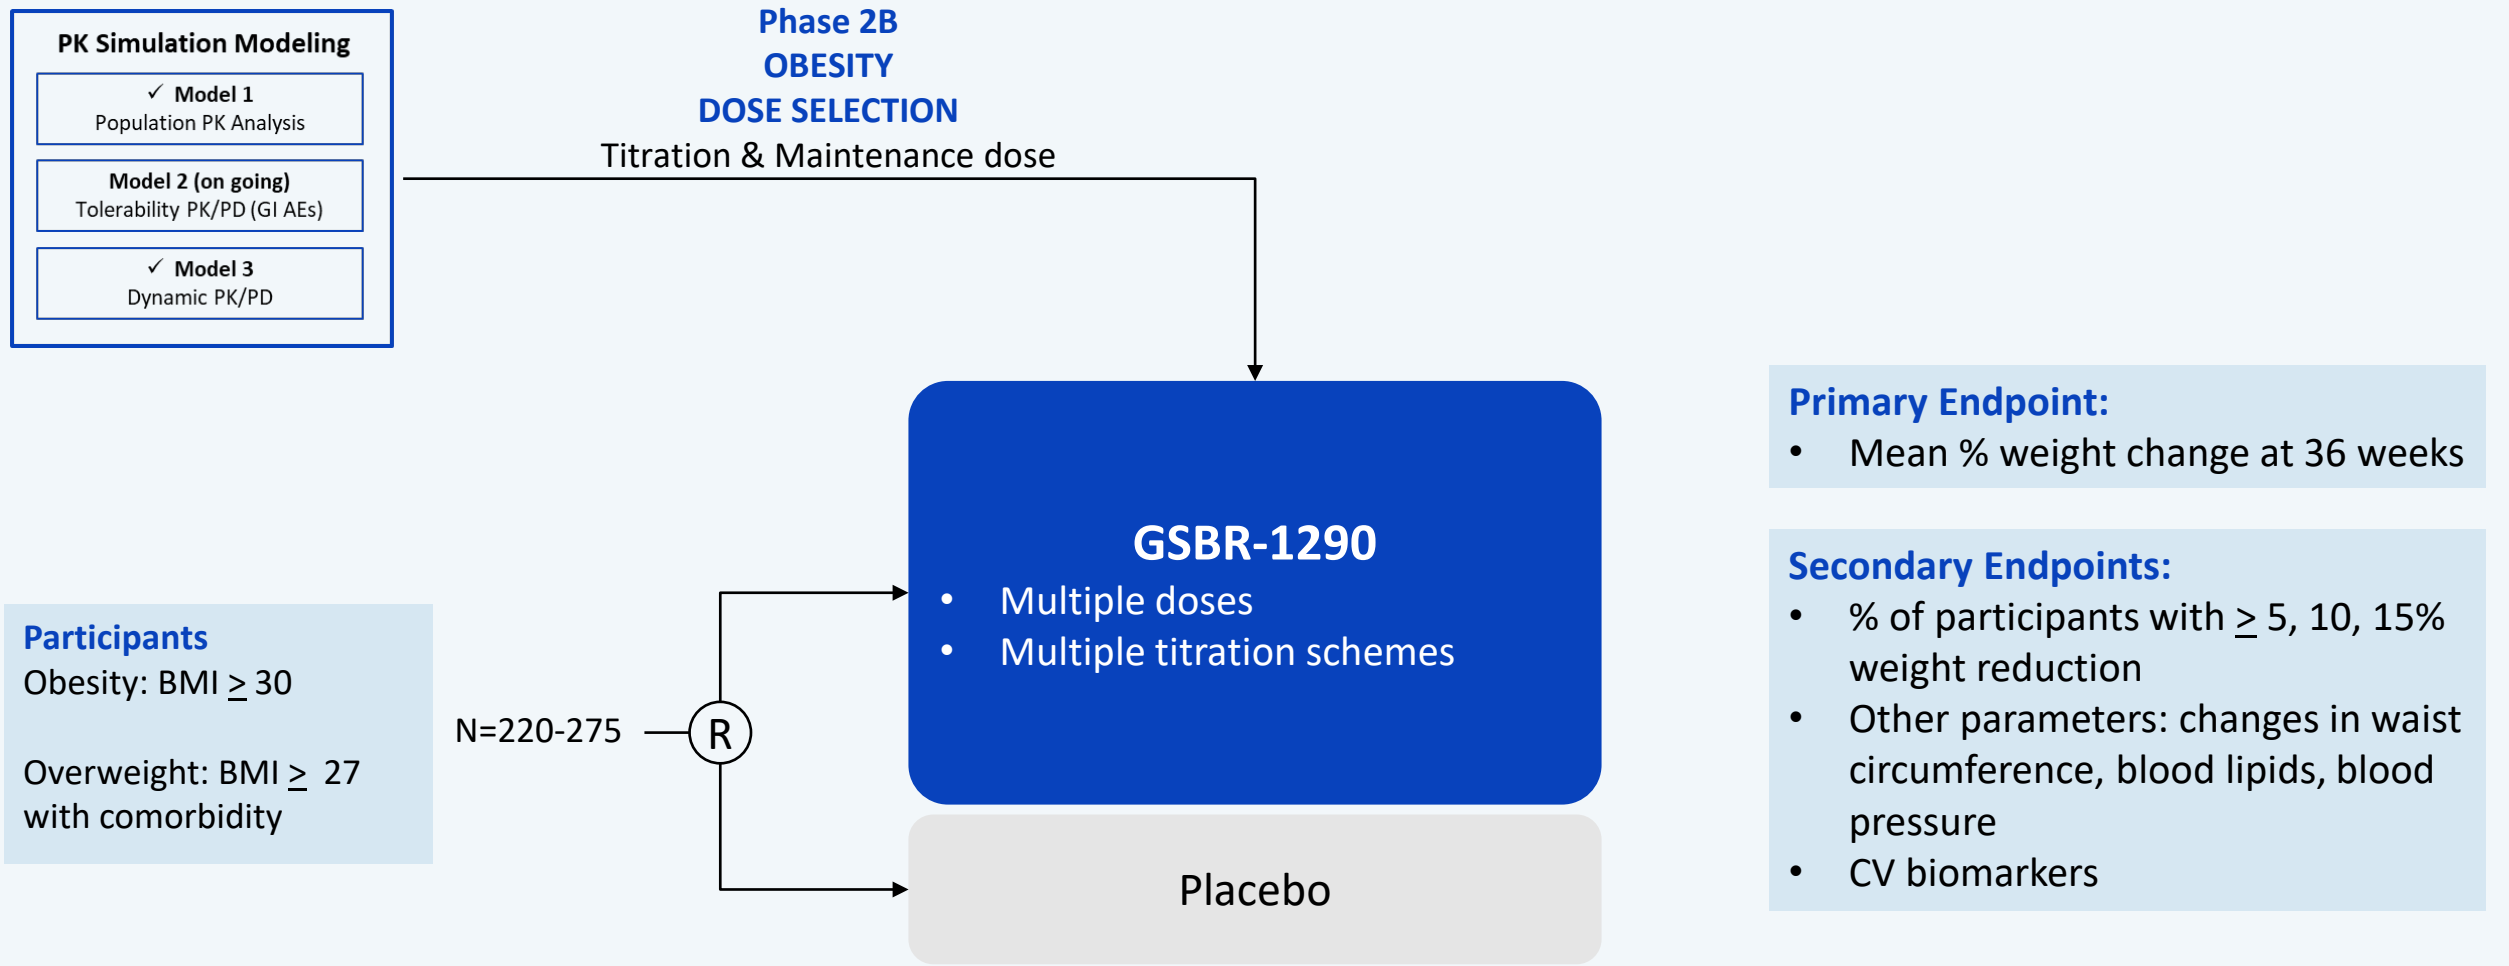 PK Simulation Modeling
✓ Model 1
Population PK Analysis
Model 2 (on going)
Tolerability PK/PD (GI AEs)
✓ Model 3
Dynamic PK/PD
Phase 2B
OBESITY
DOSE SELECTION
Titration & Maintenance dose
Participants
Obesity: BMI ≥ 30
Overweight: BMI ≥ 27
with comorbidity
N=220-275
R
GSBR-1290
• Multiple doses
• Multiple titration schemes
Placebo
Primary Endpoint:
• Mean % weight change at 36 weeks
Secondary Endpoints:
• % of participants with ≥ 5, 10, 15%
weight reduction
• Other parameters: changes in waist
circumference, blood lipids, blood
pressure
• CV biomarkers